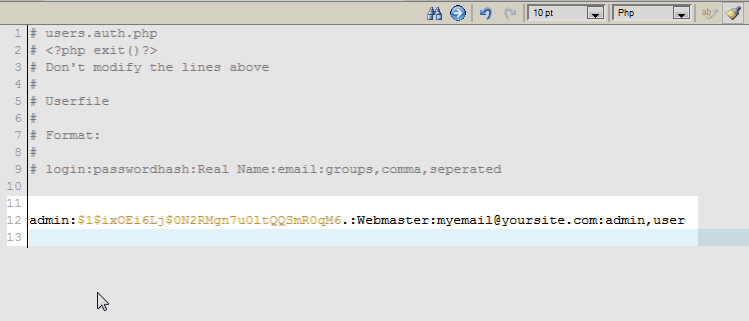 10 pt Php ab
1 # users.auth.php
2 # <?php exit()?>
3 # Don't modify the lines above
4 #
5 # Userfile
6 #
7 # Format:
8 #
9 # login:passwordhash:Real Name:email:groups,comma,seperated
10
11
12 admin:$1$ixOEi6Lj$0N2RMgn7u0ltQQSmR0qM6.:Webmaster:myemail@yoursite.com:admin,user
13